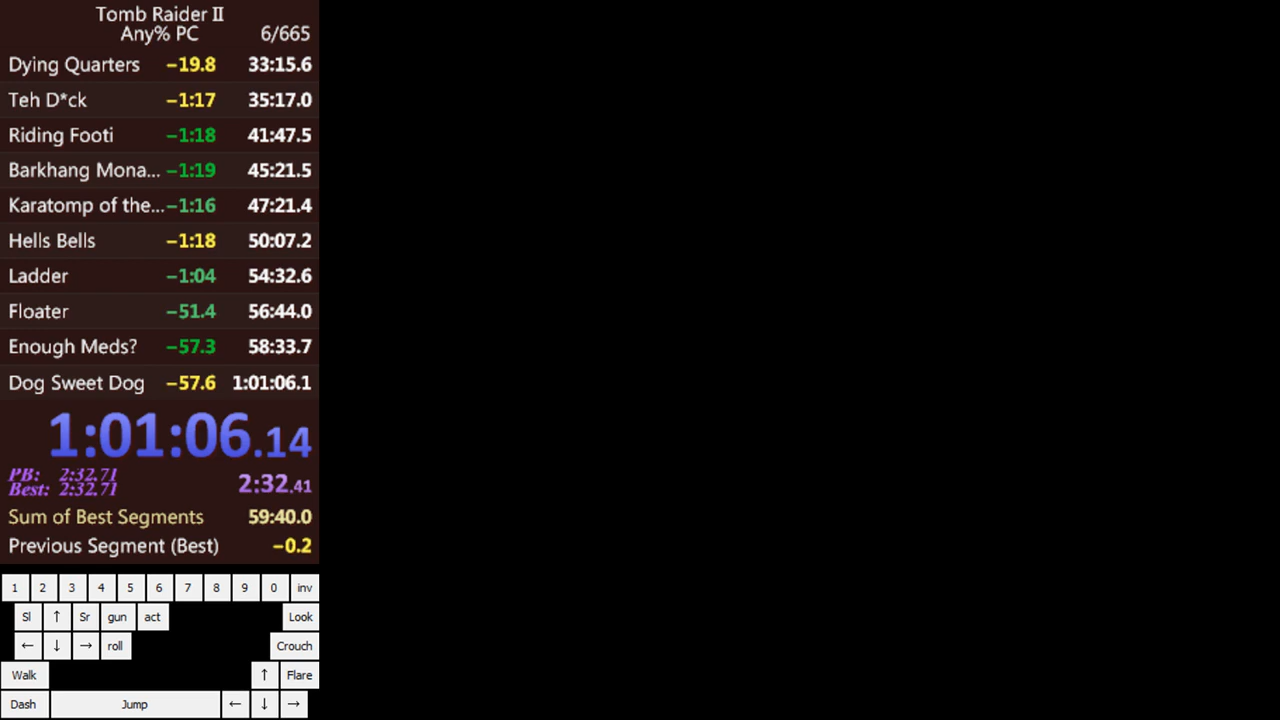 Tomb Raider II
Any% PC 6/665
Dying Quarters −19.8 33:15.6
Teh D*ck −1:17 35:17.0
Riding Footi −1:18 41:47.5
Barkhang Mona... −1:19 45:21.5
Karatomp of the... −1:16 47:21.4
Hells Bells −1:18 50:07.2
Ladder −1:04 54:32.6
Floater −51.4 56:44.0
Enough Meds? −57.3 58:33.7
Dog Sweet Dog −57.6 1:01:06.1
1:01:06.14
PB: 2:32.71
Best: 2:32.71 2:32.41
Sum of Best Segments 59:40.0
Previous Segment (Best) −0.2
1 2 3 4 5 6 7 8 9 0 inv
Sl ↑ Sr gun act Look
← ↓ → roll Crouch
Walk ↑ Flare
Dash Jump ← ↓ →